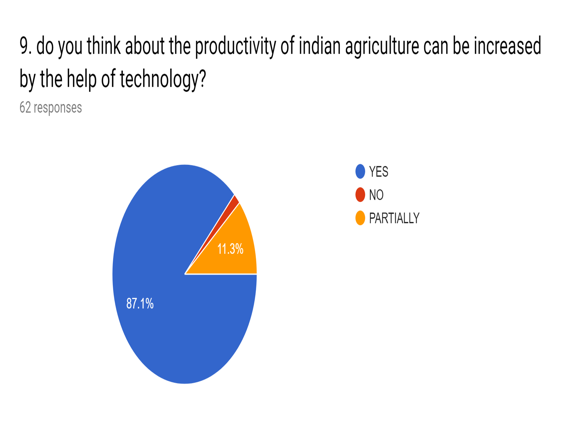 9. do you think about the productivity of indian agriculture can be increased
by the help of technology?
62 responses
YES
NO
PARTIALLY
11.3%
87.1%